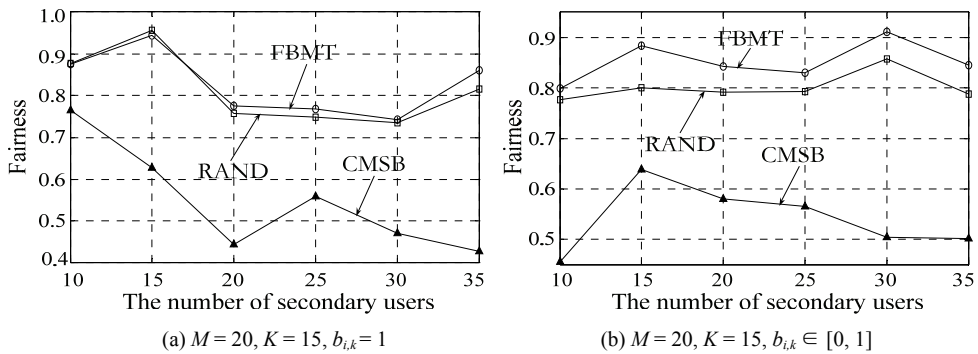 1.0
0.9
0.8
0.7
0.6
0.5
0.4
Fairness
FBMT
RAND
CMSB
10 15 20 25 30 35
The number of secondary users
(a) M = 20, K = 15, b_{i,k} = 1
0.9
0.8
0.7
0.6
0.5
Fairness
FBMT
RAND
CMSB
10 15 20 25 30 35
The number of secondary users
(b) M = 20, K = 15, b_{i,k} ∈ [0, 1]